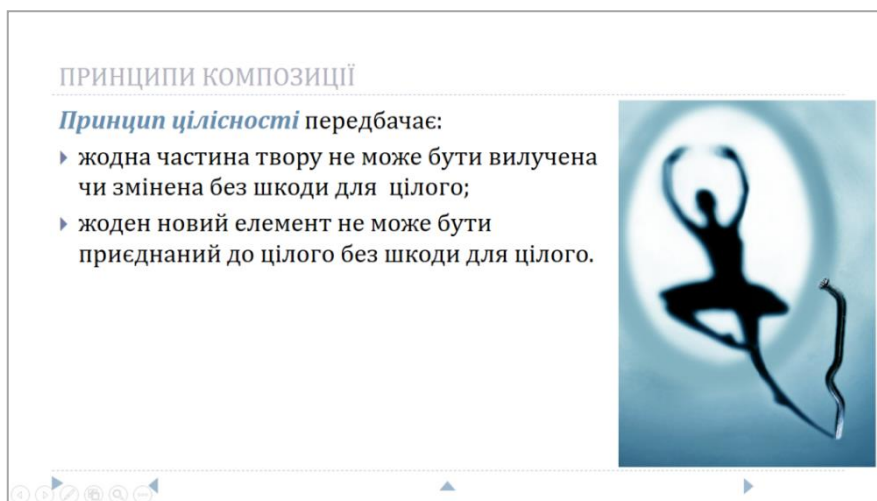 ПРИНЦИПИ КОМПОЗИЦІЇ
Принцип цілісності передбачає:
жодна частина твору не може бути вилучена
чи змінена без шкоди для цілого;
жоден новий елемент не може бути
приєднаний до цілого без шкоди для цілого.